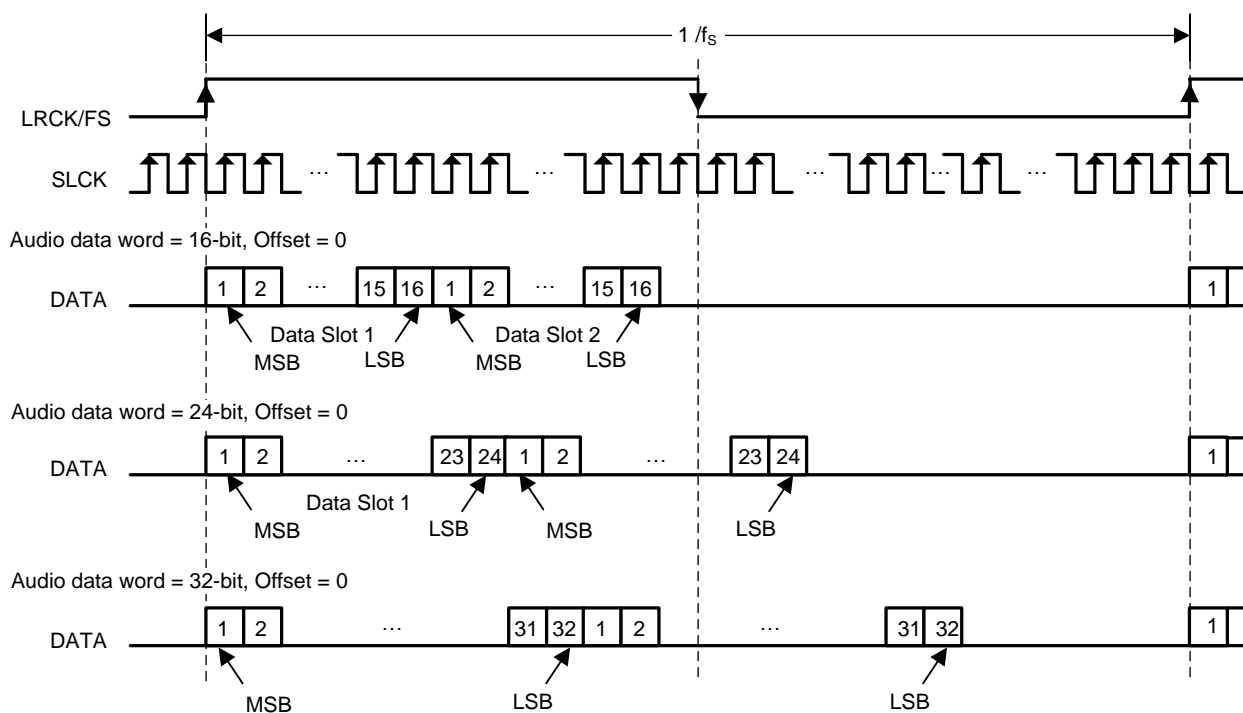 1 /fS
LRCK/FS
SLCK
... ... ... ... ...
Audio data word = 16-bit, Offset = 0
DATA 1 2 ... 15 16 1 2 ... 15 16 1
Data Slot 1 Data Slot 2
MSB LSB MSB LSB
Audio data word = 24-bit, Offset = 0
DATA 1 2 ... 23 24 1 2 ... 23 24 1
Data Slot 1
MSB LSB MSB LSB
Audio data word = 32-bit, Offset = 0
DATA 1 2 ... 31 32 1 2 ... 31 32 1
MSB LSB LSB